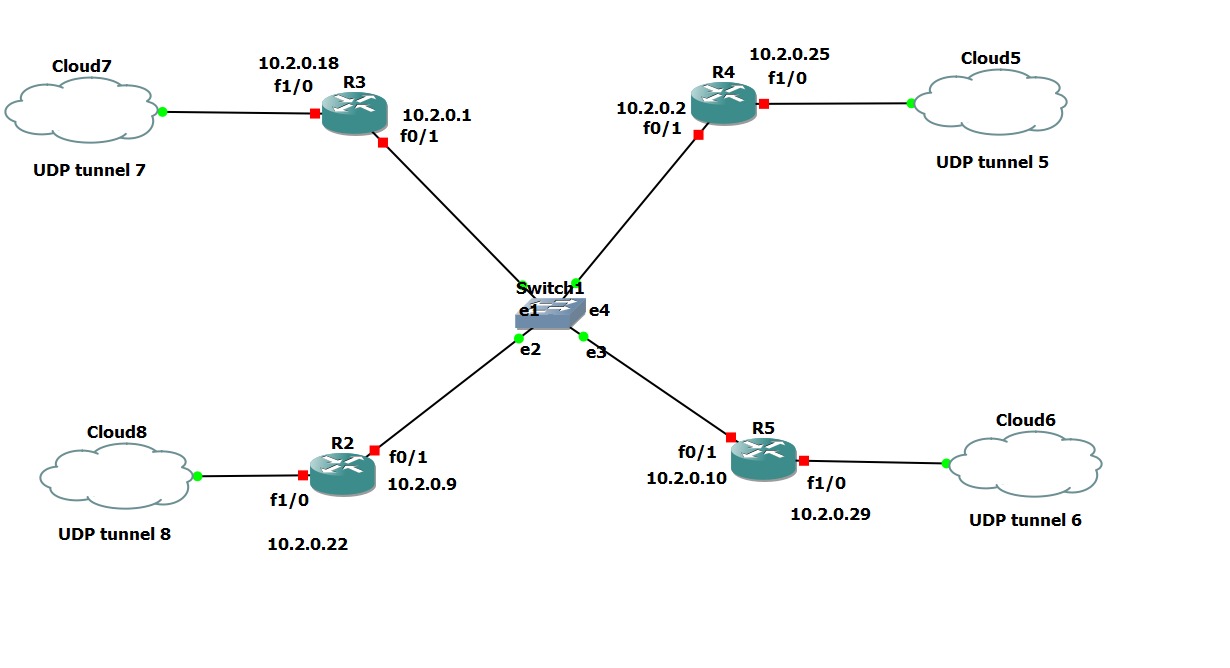 Cloud7
UDP tunnel 7
10.2.0.18
f1/0
R3
10.2.0.1
f0/1
10.2.0.25
f1/0
R4
10.2.0.2
f0/1
Cloud5
UDP tunnel 5
Switch1
e1
e4
e2
e3
Cloud8
UDP tunnel 8
R2
f0/1
10.2.0.9
f1/0
10.2.0.22
R5
f0/1
10.2.0.10
f1/0
10.2.0.29
Cloud6
UDP tunnel 6